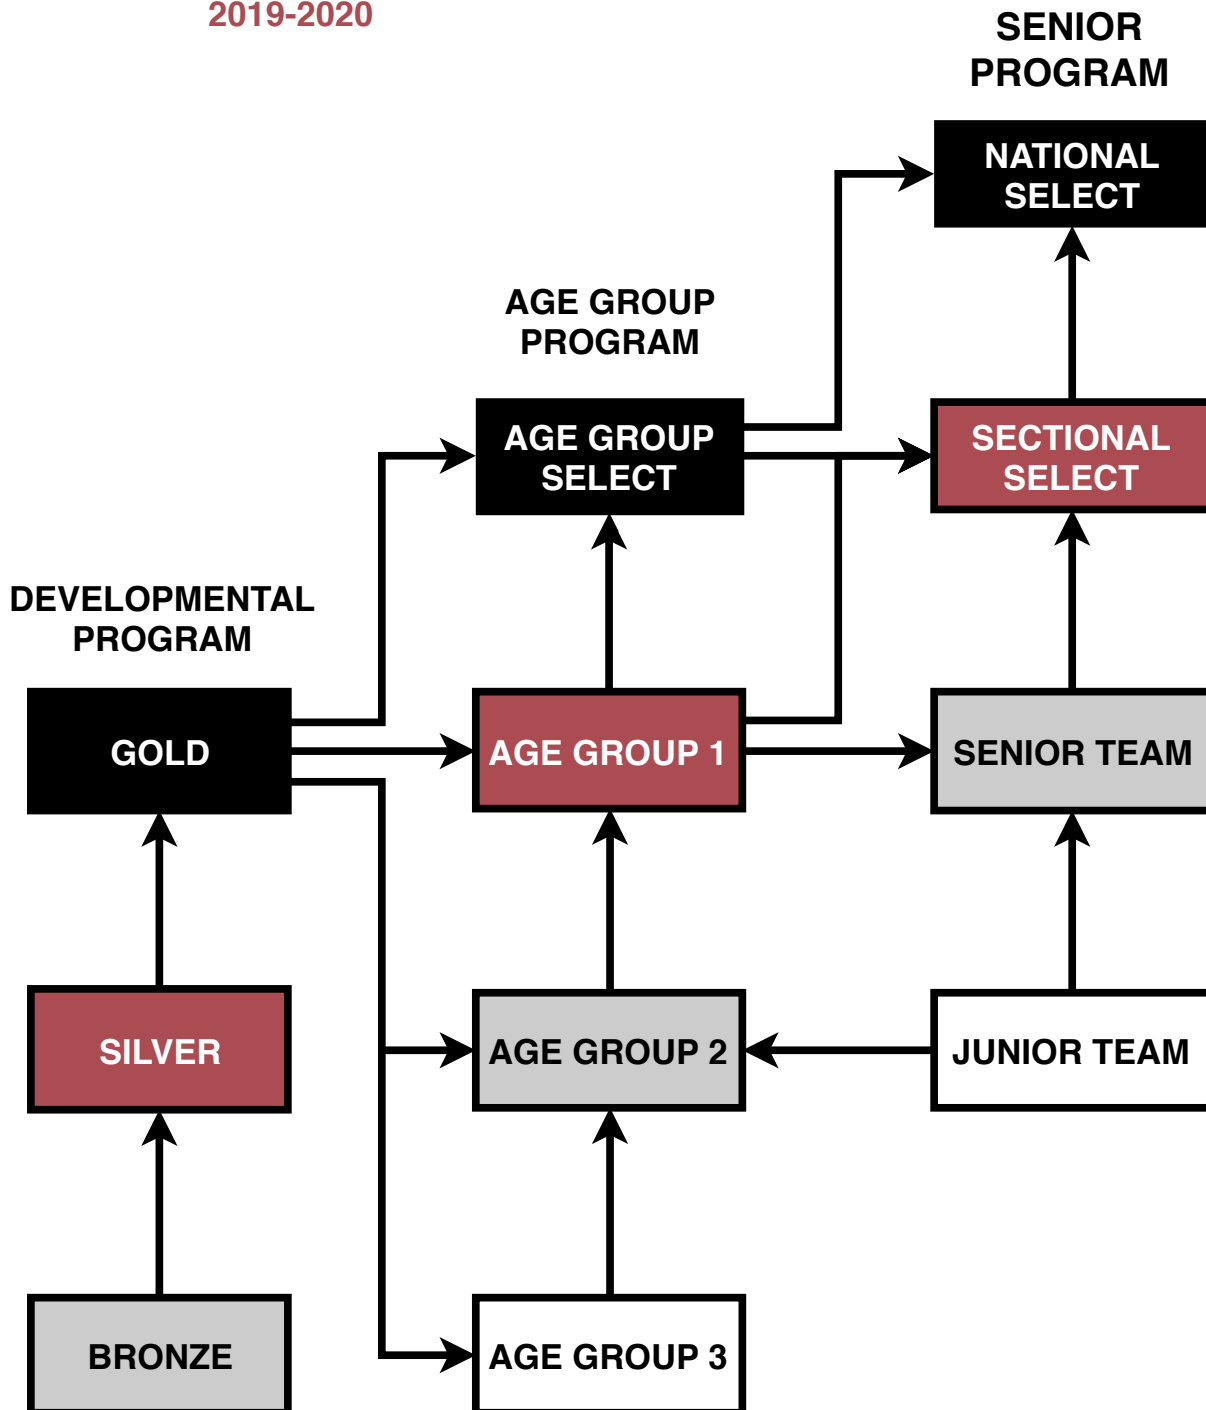 2019-2020
SENIOR
PROGRAM
NATIONAL
SELECT
AGE GROUP
PROGRAM
AGE GROUP
SELECT
SECTIONAL
SELECT
DEVELOPMENTAL
PROGRAM
GOLD
AGE GROUP 1
SENIOR TEAM
SILVER
AGE GROUP 2
JUNIOR TEAM
BRONZE
AGE GROUP 3